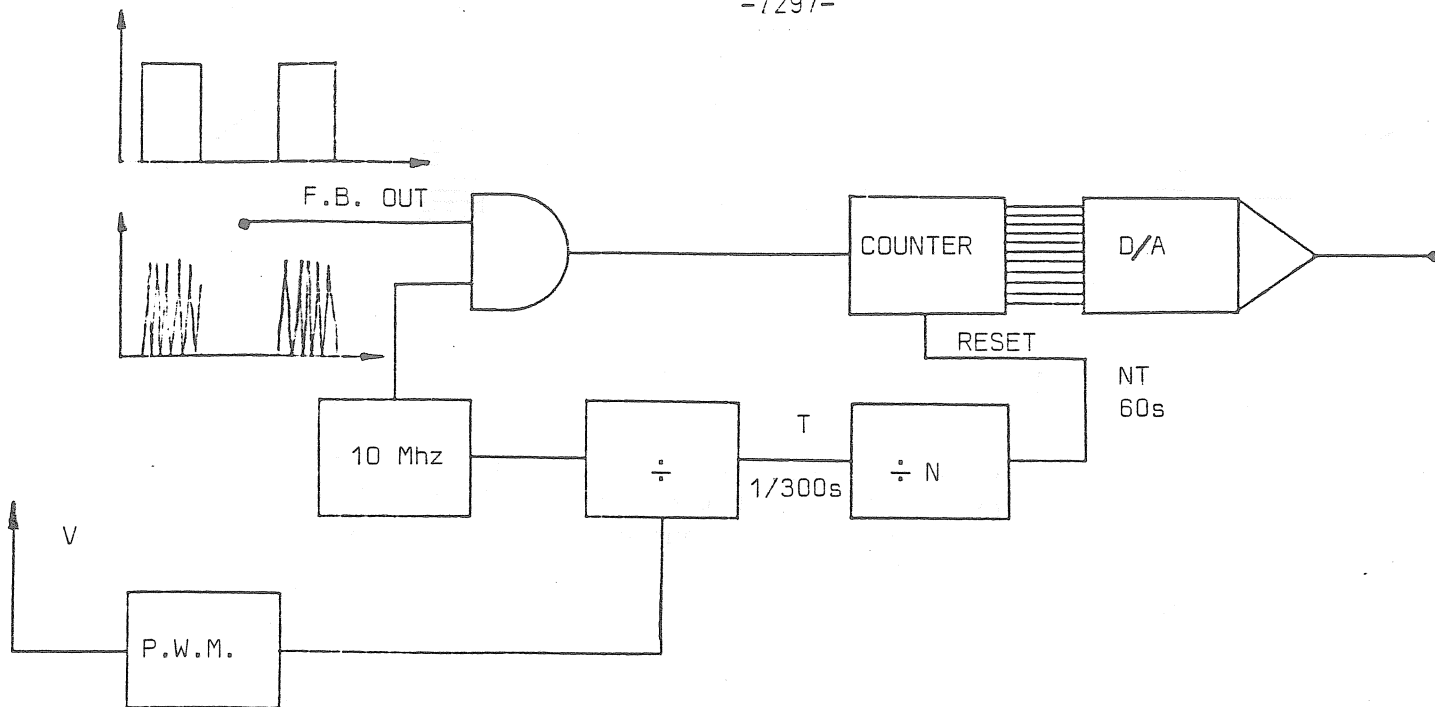 -7297-
F.B. OUT
COUNTER
D/A
RESET
NT
60s
10 Mhz
÷
T
1/300s
÷ N
V
P.W.M.